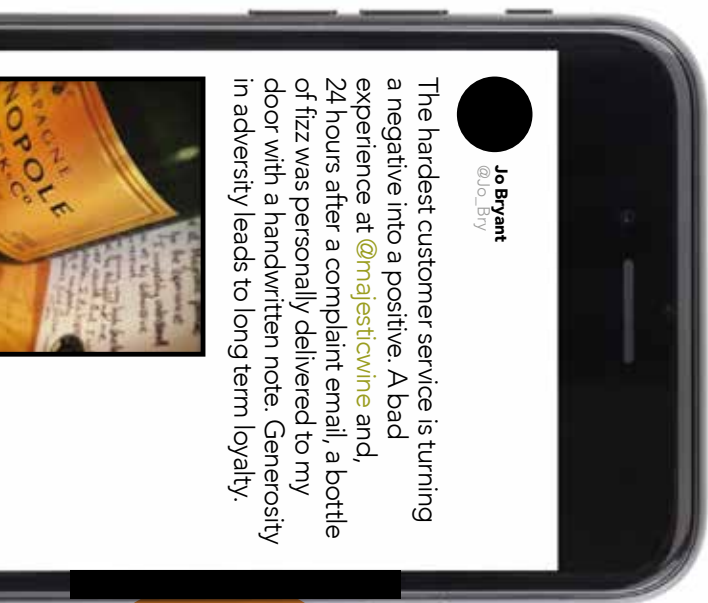 Jo Bryant
@Jo_Bry
The hardest customer service is turning
a negative into a positive. A bad
experience at @majesticwine and,
24 hours after a complaint email, a bottle
of fizz was personally delivered to my
door with a handwritten note. Generosity
in adversity leads to long term loyalty.
NOPOLE